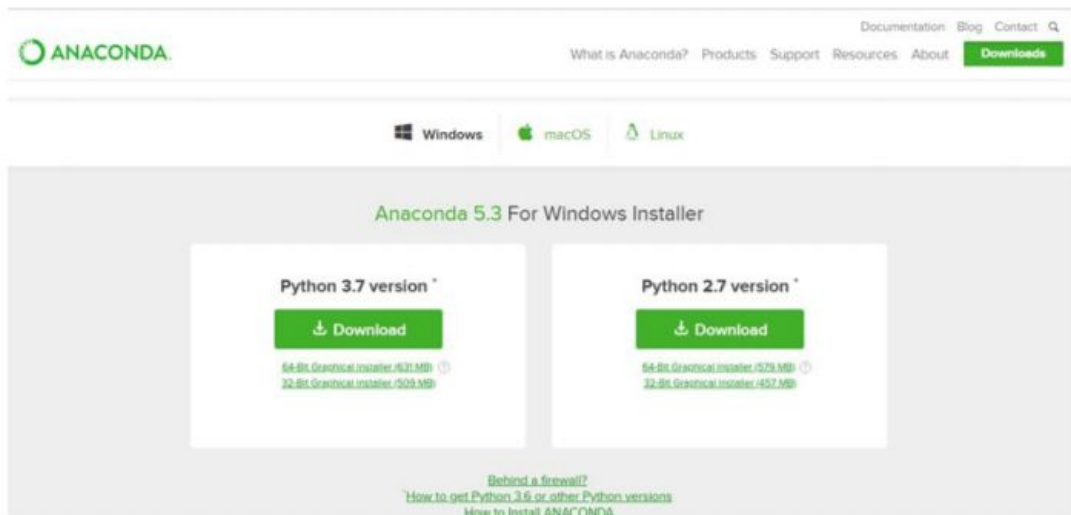 Documentation Blog Contact
ANACONDA.
What is Anaconda? Products Support Resources About Downloads
Windows macOS Linux
Anaconda 5.3 For Windows Installer
Python 3.7 version *
Download
64-Bit Graphical Installer (631 MB) ?
32-Bit Graphical Installer (509 MB)
Python 2.7 version *
Download
64-Bit Graphical Installer (579 MB) ?
32-Bit Graphical Installer (457 MB)
Behind a firewall?
*How to get Python 3.6 or other Python versions
How to Install ANACONDA